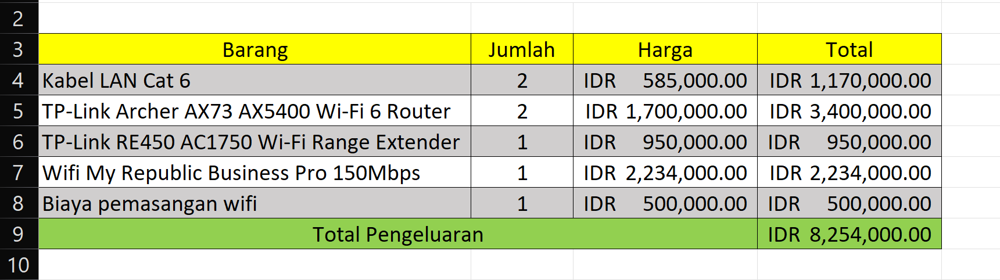 2
3 Barang Jumlah Harga Total
4 Kabel LAN Cat 6 2 IDR 585,000.00 IDR 1,170,000.00
5 TP-Link Archer AX73 AX5400 Wi-Fi 6 Router 2 IDR 1,700,000.00 IDR 3,400,000.00
6 TP-Link RE450 AC1750 Wi-Fi Range Extender 1 IDR 950,000.00 IDR 950,000.00
7 Wifi My Republic Business Pro 150Mbps 1 IDR 2,234,000.00 IDR 2,234,000.00
8 Biaya pemasangan wifi 1 IDR 500,000.00 IDR 500,000.00
9 Total Pengeluaran IDR 8,254,000.00
10